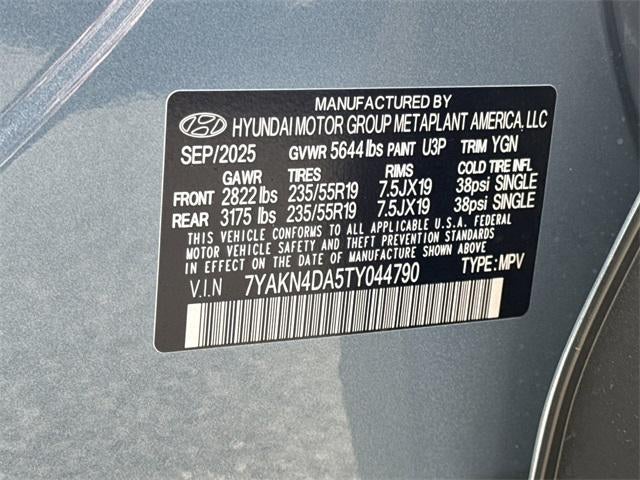 MANUFACTURED BY
HYUNDAI MOTOR GROUP METAPLANT AMERICA, LLC
SEP/2025 GVWR 5644 lbs PAINT U3P TRIM YGN
GAWR TIRES RIMS COLD TIRE INFL
FRONT 2822 lbs 235/55R19 7.5JX19 38psi SINGLE
REAR 3175 lbs 235/55R19 7.5JX19 38psi SINGLE
THIS VEHICLE CONFORMS TO ALL APPLICABLE U.S.A. FEDERAL
MOTOR VEHICLE SAFETY AND THEFT PREVENTION STANDARDS
IN EFFECT ON THE DATE OF MANUFACTURE SHOWN ABOVE
V.I.N 7YAKN4DA5TY044790 TYPE: MPV